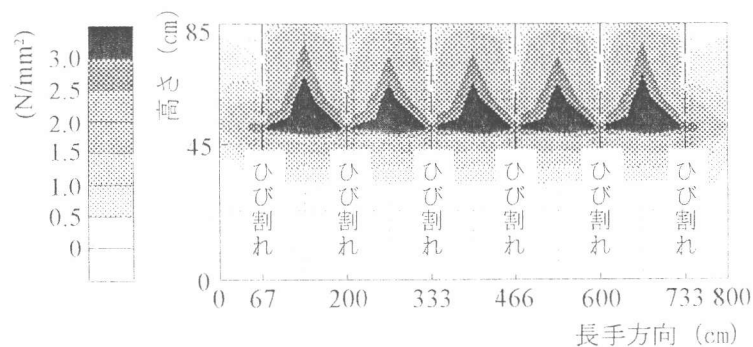 (N/mm²)
3.0
2.5
2.0
1.5
1.0
0.5
0
高さ (cm)
85
45
0
ひび割れ
ひび割れ
ひび割れ
ひび割れ
ひび割れ
ひび割れ
0 67 200 333 466 600 733 800
長手方向 (cm)